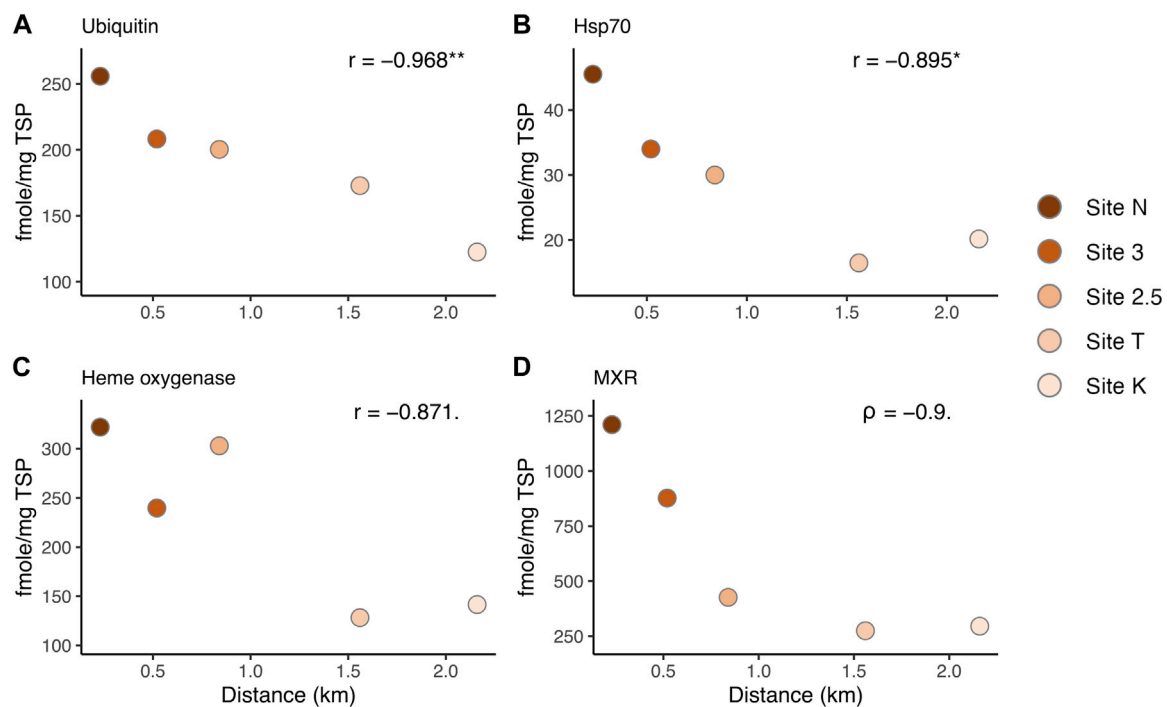 A Ubiquitin
r = −0.968**
fmole/mg TSP
250
200
150
100
0.5 1.0 1.5 2.0
B Hsp70
r = −0.895*
fmole/mg TSP
40
30
20
0.5 1.0 1.5 2.0
Site N
Site 3
Site 2.5
Site T
Site K
C Heme oxygenase
r = −0.871.
fmole/mg TSP
300
250
200
150
100
0.5 1.0 1.5 2.0
Distance (km)
D MXR
ρ = −0.9.
fmole/mg TSP
1250
1000
750
500
250
0.5 1.0 1.5 2.0
Distance (km)